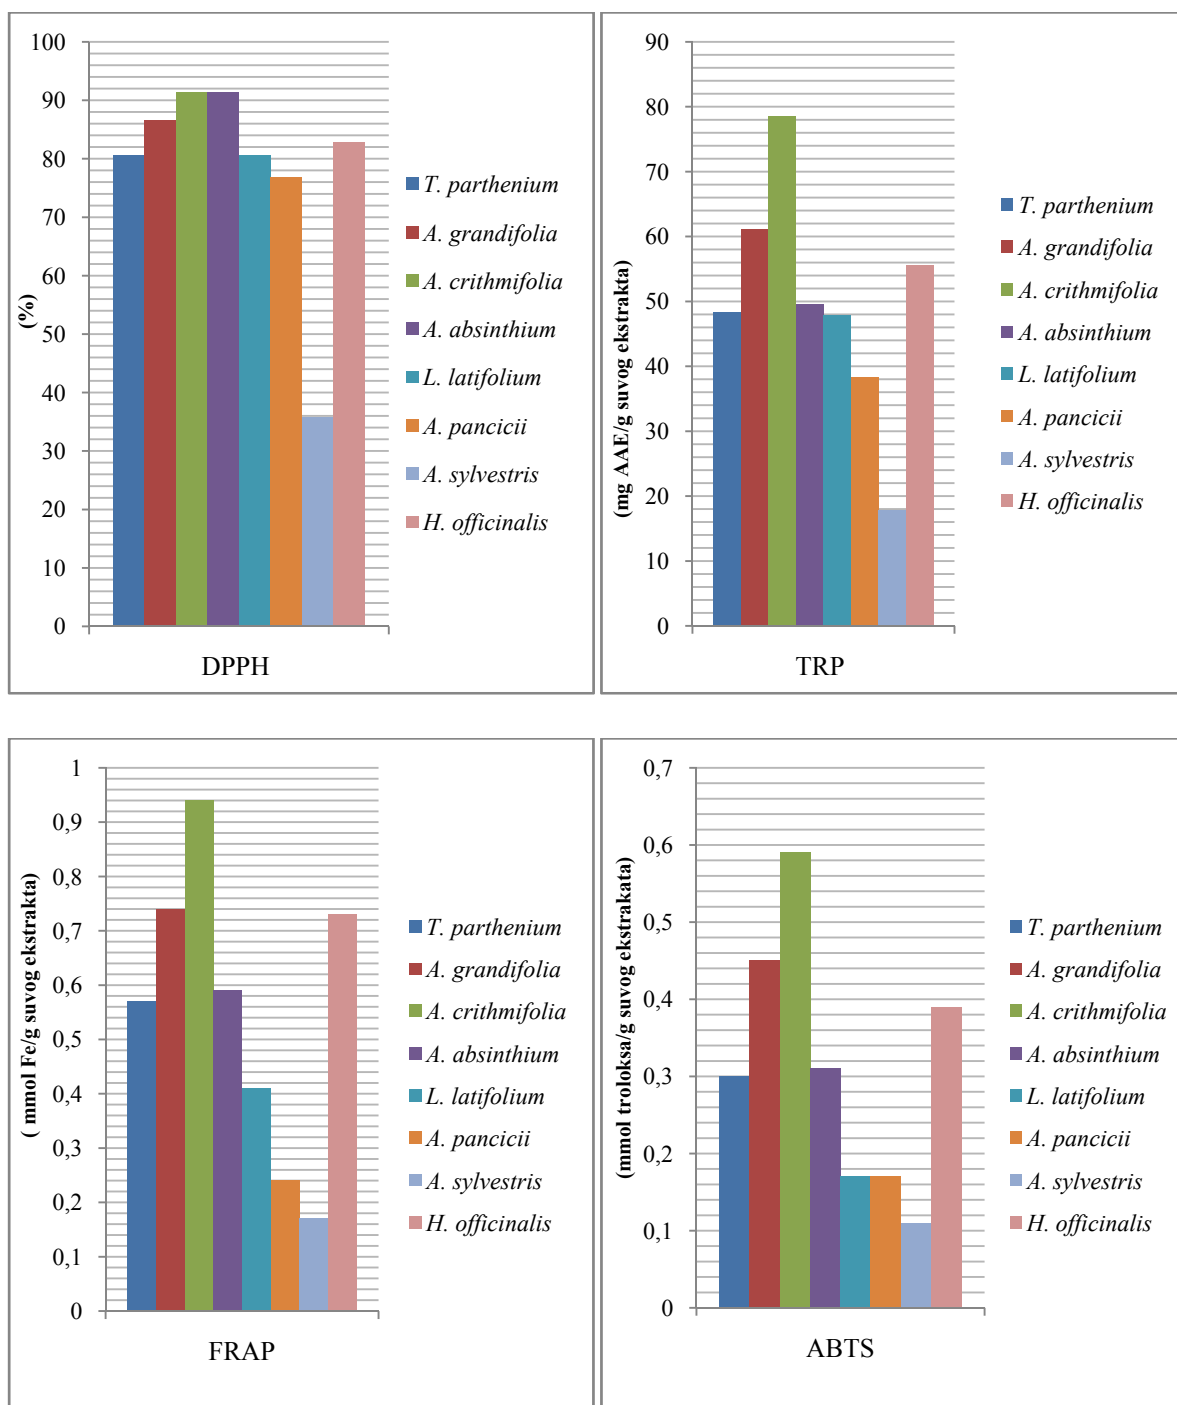 100
90
80
70
60
50
40
30
20
10
0
(%)
DPPH
T. parthenium
A. grandifolia
A. crithmifolia
A. absinthium
L. latifolium
A. pancicii
A. sylvestris
H. officinalis
90
80
70
60
50
40
30
20
10
0
(mg AAE/g suvog ekstrakta)
TRP
T. parthenium
A. grandifolia
A. crithmifolia
A. absinthium
L. latifolium
A. pancicii
A. sylvestris
H. officinalis
1
0,9
0,8
0,7
0,6
0,5
0,4
0,3
0,2
0,1
0
( mmol Fe/g suvog ekstrakta)
FRAP
T. parthenium
A. grandifolia
A. crithmifolia
A. absinthium
L. latifolium
A. pancicii
A. sylvestris
H. officinalis
0,7
0,6
0,5
0,4
0,3
0,2
0,1
0
(mmol troloksa/g suvog ekstrakata)
ABTS
T. parthenium
A. grandifolia
A. crithmifolia
A. absinthium
L. latifolium
A. pancicii
A. sylvestris
H. officinalis